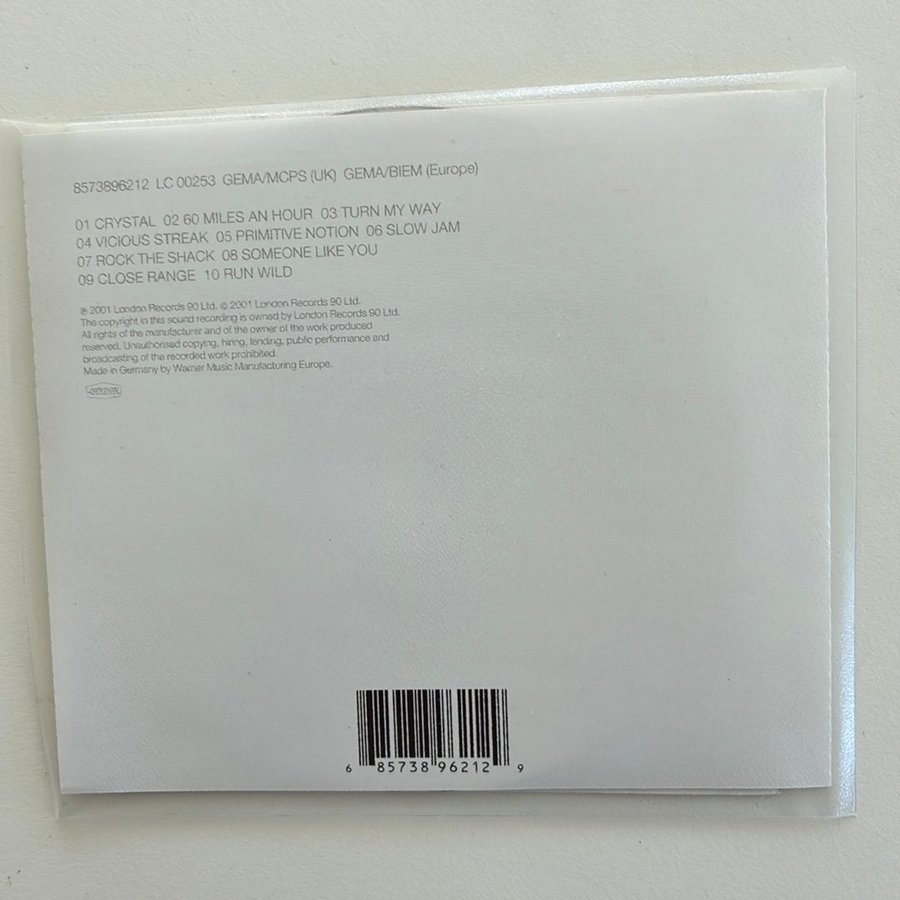 8573896212 LC 00253 GEMA/MCPS (UK) GEMA/BIEM (Europe)
01 CRYSTAL 02 60 MILES AN HOUR 03 TURN MY WAY
04 VICIOUS STREAK 05 PRIMITIVE NOTION 06 SLOW JAM
07 ROCK THE SHACK 08 SOMEONE LIKE YOU
09 CLOSE RANGE 10 RUN WILD
℗ 2001 London Records 90 Ltd. © 2001 London Records 90 Ltd.
The copyright in this sound recording is owned by London Records 90 Ltd.
All rights of the manufacturer and of the owner of the work produced
reserved. Unauthorised copying, hiring, lending, public performance and
broadcasting of the recorded work prohibited.
Made in Germany by Warner Music Manufacturing Europe.
6 85738 96212 9